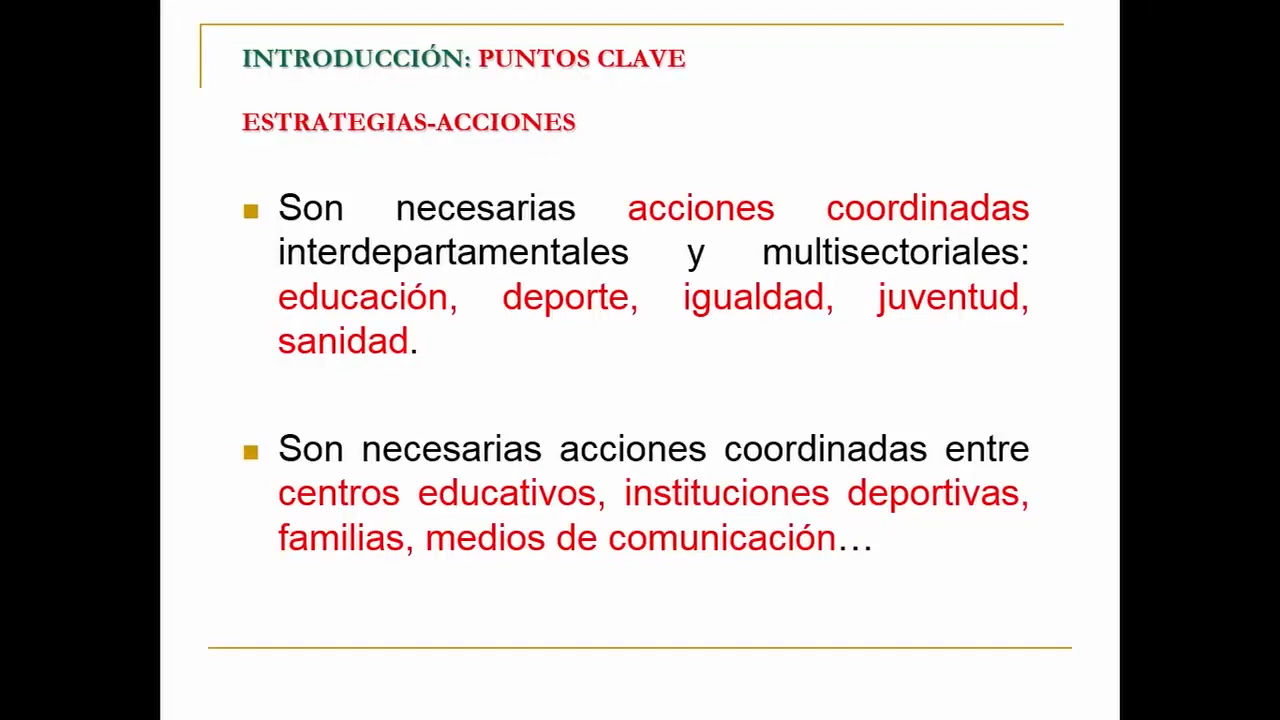 INTRODUCCIÓN: PUNTOS CLAVE
ESTRATEGIAS-ACCIONES
Son necesarias acciones coordinadas
interdepartamentales y multisectoriales:
educación, deporte, igualdad, juventud,
sanidad.
Son necesarias acciones coordinadas entre
centros educativos, instituciones deportivas,
familias, medios de comunicación…